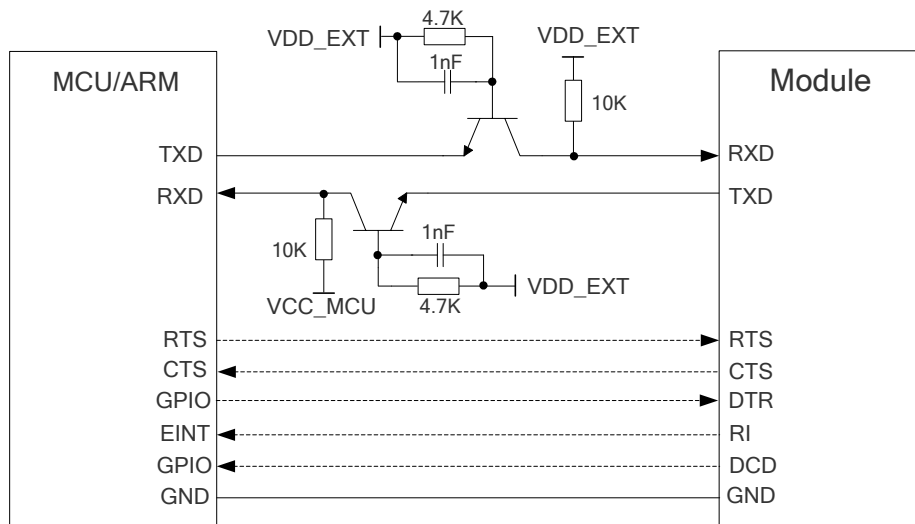 4.7K
VDD_EXT
VDD_EXT
1nF
MCU/ARM
Module
10K
TXD
RXD
RXD
TXD
1nF
10K
4.7K
VDD_EXT
VCC_MCU
RTS
RTS
CTS
CTS
GPIO
DTR
EINT
RI
GPIO
DCD
GND
GND